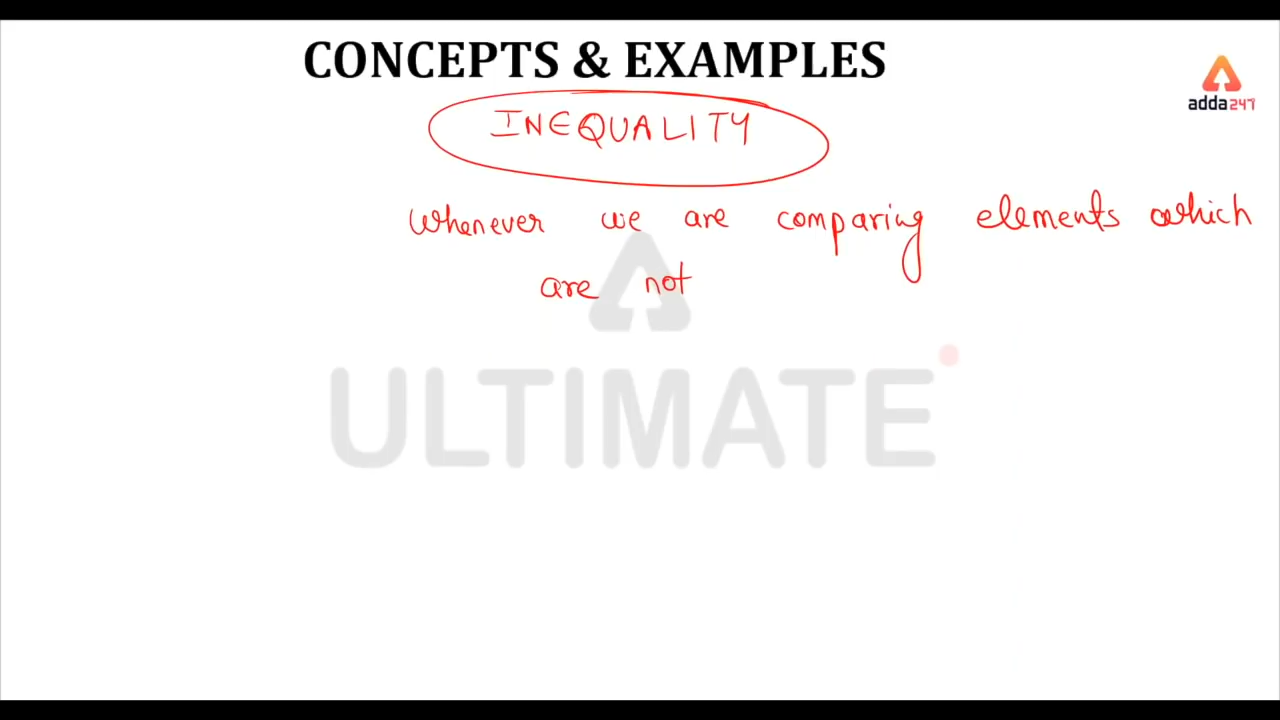 CONCEPTS & EXAMPLES
adda247
INEQUALITY
Whenever we are comparing elements which
are not
ULTIMATE